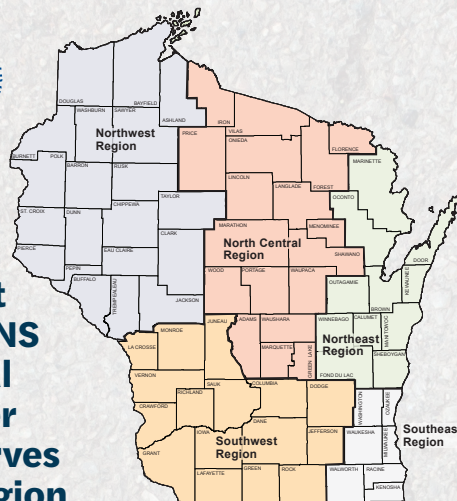 DOUGLAS
BAYFIELD
WASHBURN
SAWYER
ASHLAND
IRON
VILAS
Northwest
Region
PRICE
ONEIDA
FLORENCE
BURNETT
POLK
MARINETTE
BARRON
RUSK
LINCOLN
LANGLADE
FOREST
OCONTO
TAYLOR
CHIPPEWA
ST. CROIX
DUNN
MARATHON
MENOMINEE
CLARK
North Central
Region
SHAWANO
PIERCE
EAU CLAIRE
DOOR
PEPIN
WOOD
PORTAGE
WAUPACA
BUFFALO
TREMPEALEAU
OUTAGAMIE
KEWAUNEE
JACKSON
BROWN
JUNEAU
ADAMS
WAUSHARA
WINNEBAGO
CALUMET
MANITOWOC
MONROE
LA CROSSE
Northeast
Region
MARQUETTE
GREEN LAKE
SHEBOYGAN
VERNON
FOND DU LAC
SAUK
COLUMBIA
DODGE
RICHLAND
WASHINGTON
OZAUKEE
CRAWFORD
DANE
JEFFERSON
WAUKESHA
MILWAUKEE
Southeast
Region
IOWA
Southwest
Region
GRANT
LAFAYETTE
GREEN
ROCK
WALWORTH
RACINE
KENOSHA
t
NS
l
er
rves
gion